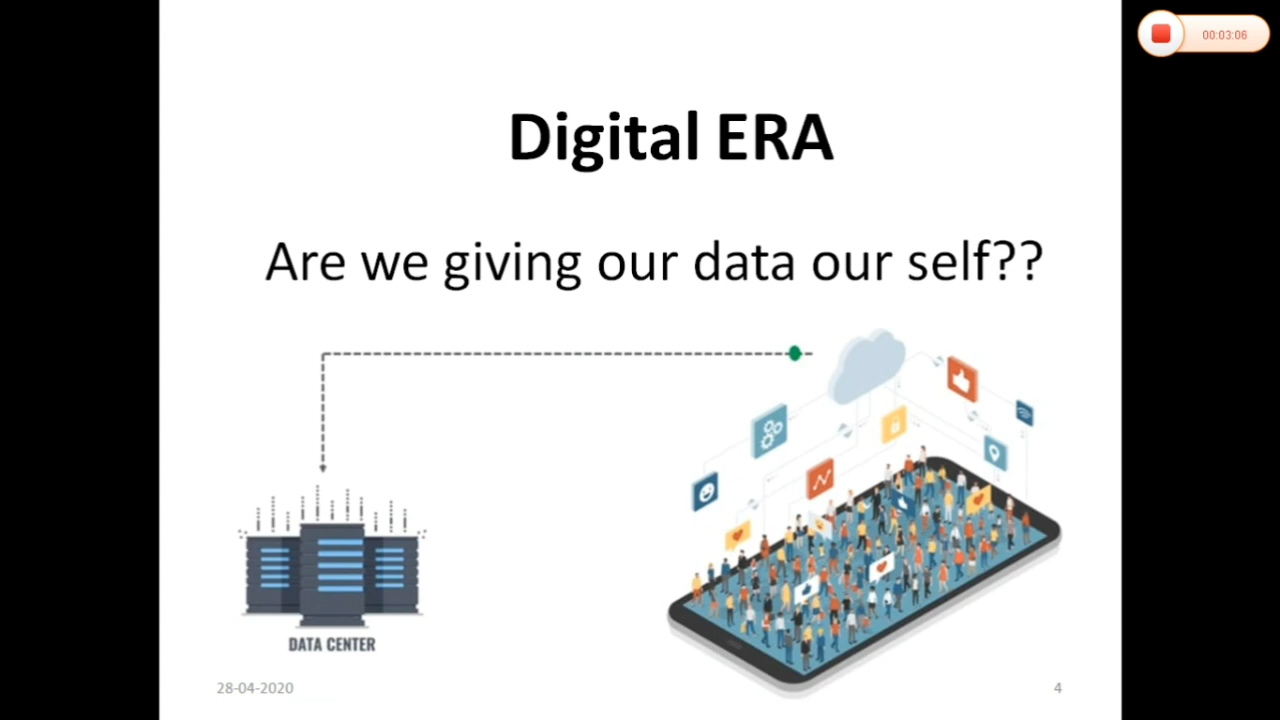 00:03:06
Digital ERA
Are we giving our data our self??
DATA CENTER
28-04-2020
4